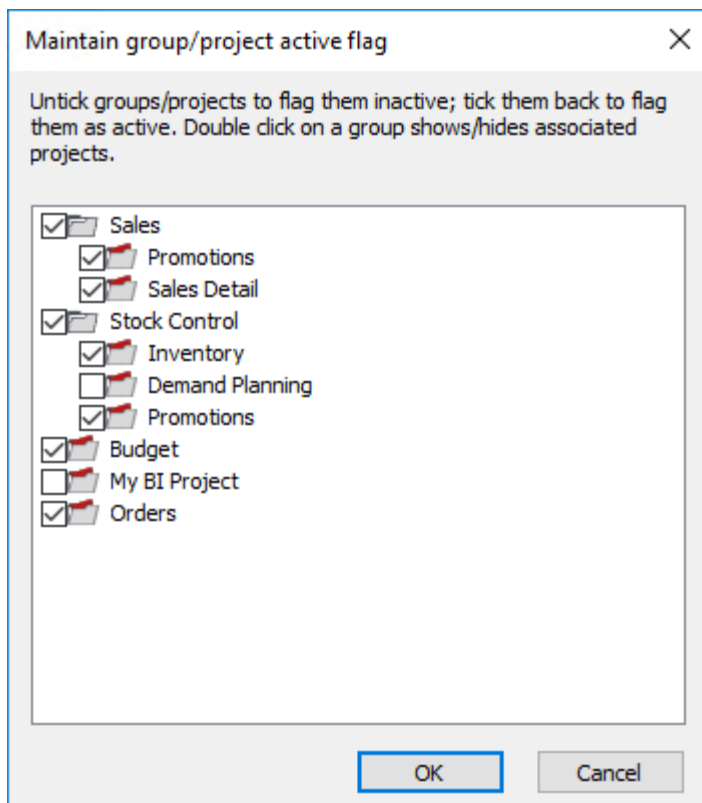 Maintain group/project active flag
Untick groups/projects to flag them inactive; tick them back to flag
them as active. Double click on a group shows/hides associated
projects.
Sales
Promotions
Sales Detail
Stock Control
Inventory
Demand Planning
Promotions
Budget
My BI Project
Orders
OK Cancel